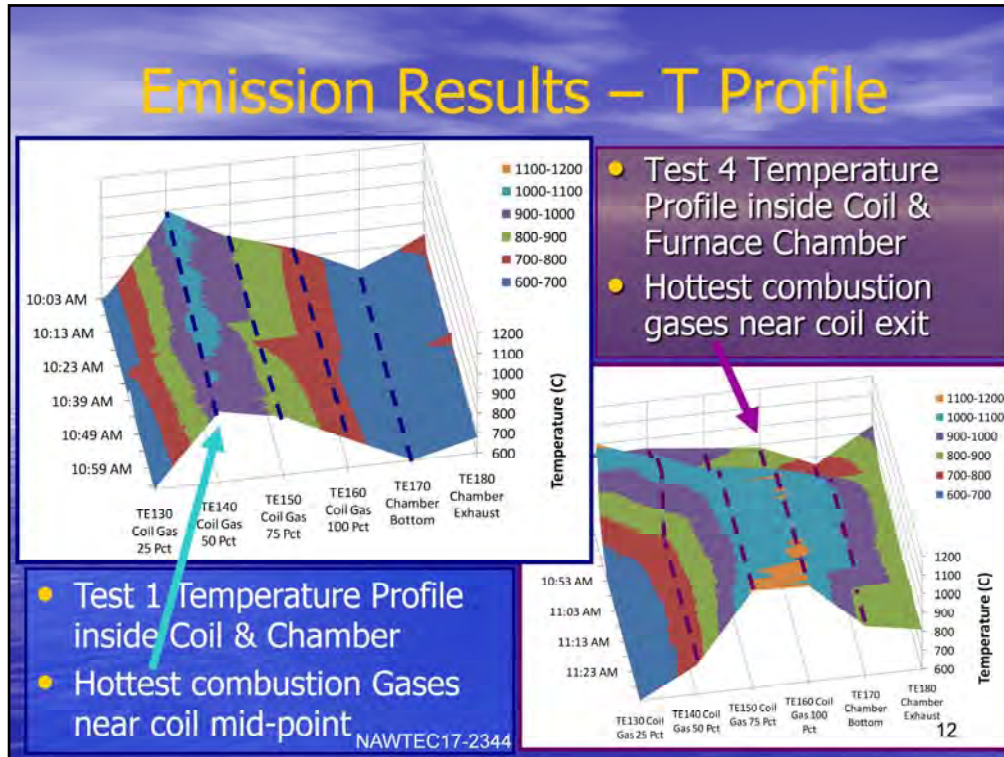 Emission Results – T Profile
1100-1200
1000-1100
900-1000
800-900
700-800
600-700
10:03 AM
10:13 AM
10:23 AM
10:39 AM
10:49 AM
10:59 AM
1200
1100
1000
900
800
700
600
Temperature (C)
TE130
Coil Gas
25 Pct
TE140
Coil Gas
50 Pct
TE150
Coil Gas
75 Pct
TE160
Coil Gas
100 Pct
TE170
Chamber
Bottom
TE180
Chamber
Exhaust
• Test 4 Temperature
Profile inside Coil &
Furnace Chamber
• Hottest combustion
gases near coil exit
• Test 1 Temperature Profile
inside Coil & Chamber
• Hottest combustion Gases
near coil mid-point
NAWTEC17-2344
1100-1200
1000-1100
900-1000
800-900
700-800
600-700
10:53 AM
11:03 AM
11:13 AM
11:23 AM
1200
1100
1000
900
800
700
600
Temperature (C)
TE130 Coil
Gas 25 Pct
TE140 Coil
Gas 50 Pct
TE150 Coil
Gas 75 Pct
TE160 Coil
Gas 100
Pct
TE170
Chamber
Bottom
TE180
Chamber
Exhaust
12